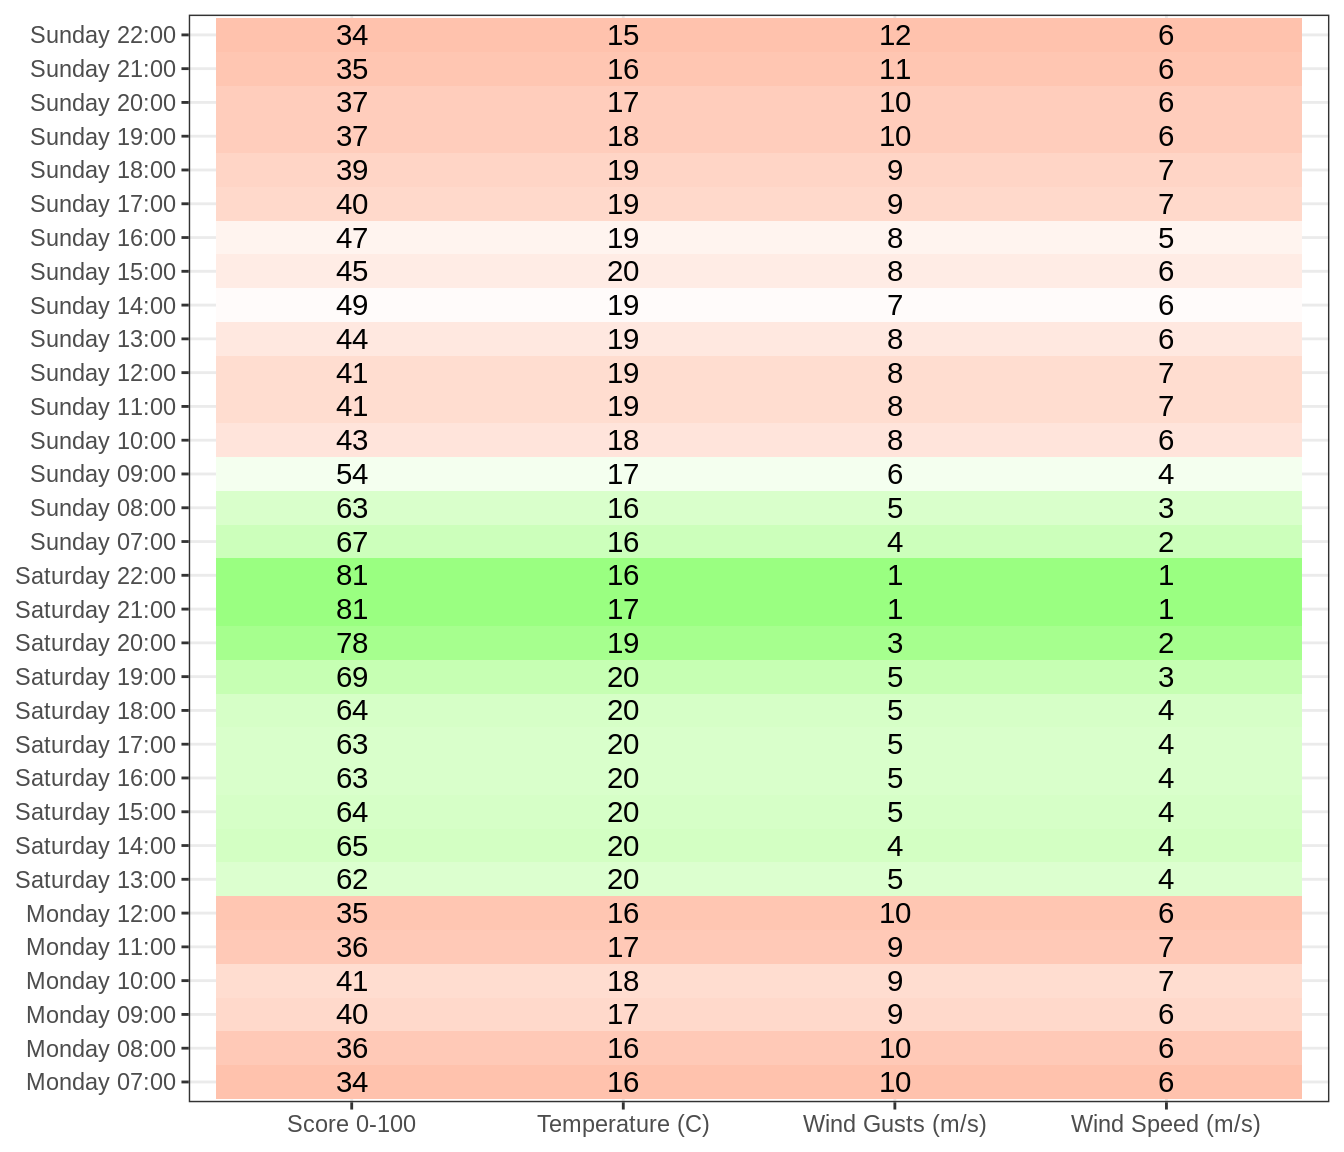 Sunday 22:00 34 15 12 6
Sunday 21:00 35 16 11 6
Sunday 20:00 37 17 10 6
Sunday 19:00 37 18 10 6
Sunday 18:00 39 19 9 7
Sunday 17:00 40 19 9 7
Sunday 16:00 47 19 8 5
Sunday 15:00 45 20 8 6
Sunday 14:00 49 19 7 6
Sunday 13:00 44 19 8 6
Sunday 12:00 41 19 8 7
Sunday 11:00 41 19 8 7
Sunday 10:00 43 18 8 6
Sunday 09:00 54 17 6 4
Sunday 08:00 63 16 5 3
Sunday 07:00 67 16 4 2
Saturday 22:00 81 16 1 1
Saturday 21:00 81 17 1 1
Saturday 20:00 78 19 3 2
Saturday 19:00 69 20 5 3
Saturday 18:00 64 20 5 4
Saturday 17:00 63 20 5 4
Saturday 16:00 63 20 5 4
Saturday 15:00 64 20 5 4
Saturday 14:00 65 20 4 4
Saturday 13:00 62 20 5 4
Monday 12:00 35 16 10 6
Monday 11:00 36 17 9 7
Monday 10:00 41 18 9 7
Monday 09:00 40 17 9 6
Monday 08:00 36 16 10 6
Monday 07:00 34 16 10 6
Score 0-100 Temperature (C) Wind Gusts (m/s) Wind Speed (m/s)